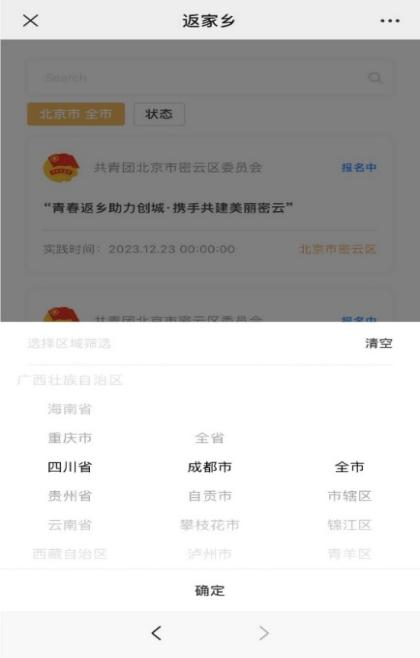 返家乡
Search
北京市 全市 状态
共青团北京市密云区委员会 报名中
“青春返乡助力创城·携手共建美丽密云”
实践时间：2023.12.23 00:00:00 北京市密云区
共青团北京市密云区委员会 报名中
选择区域筛选 清空
广西壮族自治区
海南省
重庆市 全省
四川省 成都市 全市
贵州省 自贡市 市辖区
云南省 攀枝花市 锦江区
西藏自治区 泸州市 青羊区
确定